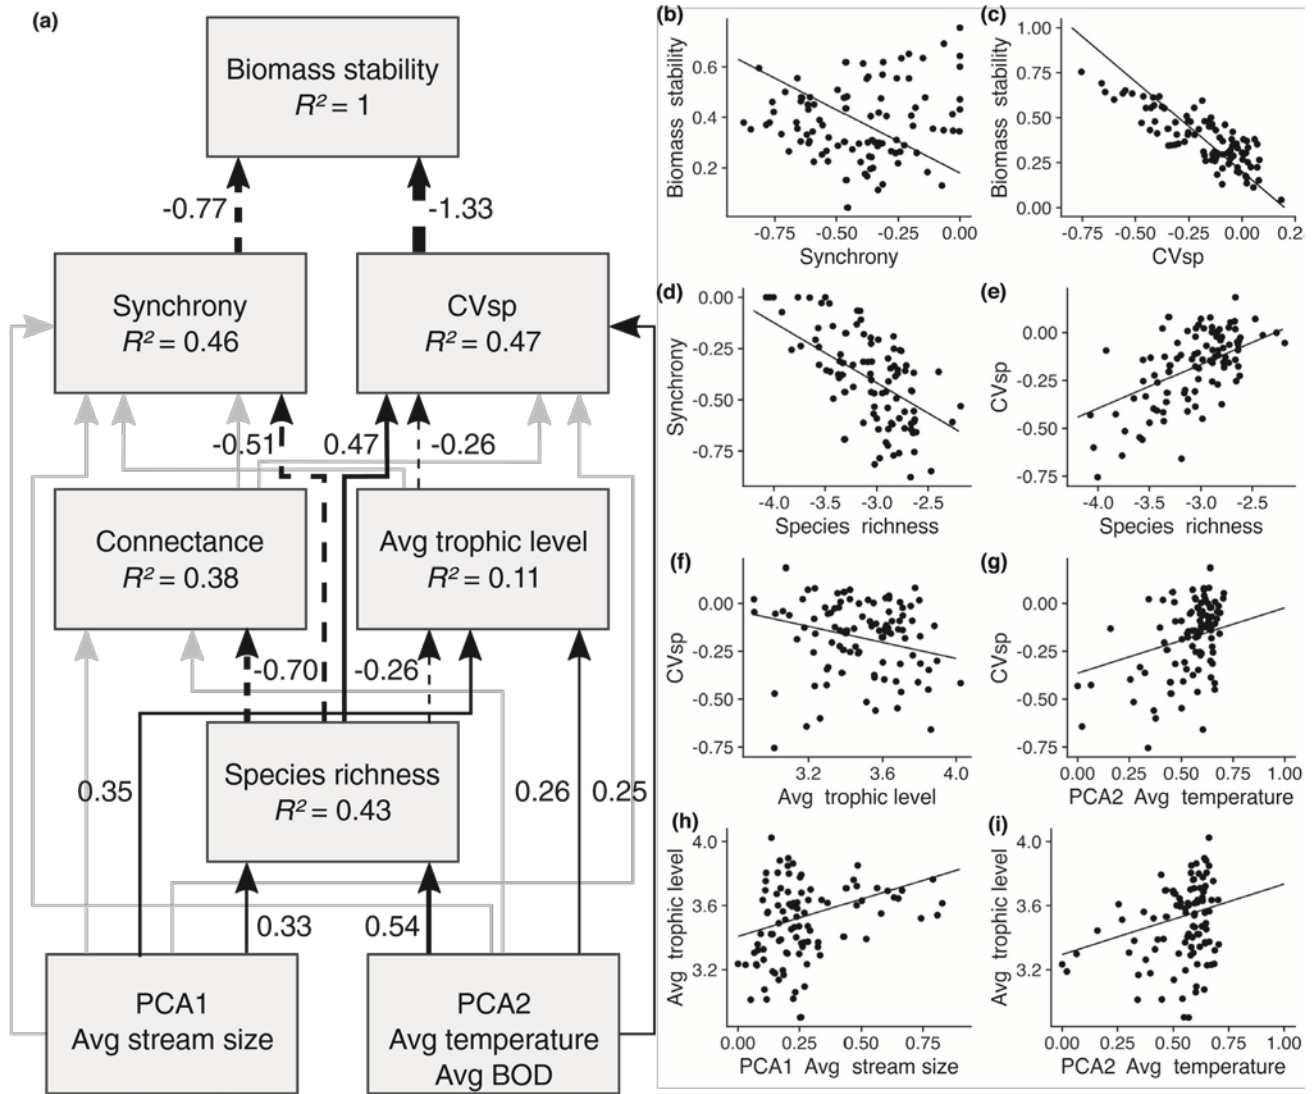 (a)
Biomass stability
R² = 1
-0.77
-1.33
Synchrony
R² = 0.46
CVsp
R² = 0.47
-0.51
0.47
-0.26
Connectance
R² = 0.38
Avg trophic level
R² = 0.11
-0.70
-0.26
Species richness
R² = 0.43
0.35
0.26
0.25
0.33
0.54
PCA1
Avg stream size
PCA2
Avg temperature
Avg BOD
(b)
Biomass stability
0.6
0.4
0.2
-0.75 -0.50 -0.25 0.00
Synchrony
(c)
Biomass stability
1.00
0.75
0.50
0.25
0.00
-0.75 -0.50 -0.25 0.00 0.2
CVsp
(d)
Synchrony
0.00
-0.25
-0.50
-0.75
-4.0 -3.5 -3.0 -2.5
Species richness
(e)
CVsp
0.00
-0.25
-0.50
-0.75
-4.0 -3.5 -3.0 -2.5
Species richness
(f)
CVsp
0.00
-0.25
-0.50
-0.75
3.2 3.6 4.0
Avg trophic level
(g)
CVsp
0.00
-0.25
-0.50
-0.75
0.00 0.25 0.50 0.75 1.00
PCA2 Avg temperature
(h)
Avg trophic level
4.0
3.6
3.2
0.00 0.25 0.50 0.75
PCA1 Avg stream size
(i)
Avg trophic level
4.0
3.6
3.2
0.00 0.25 0.50 0.75 1.00
PCA2 Avg temperature